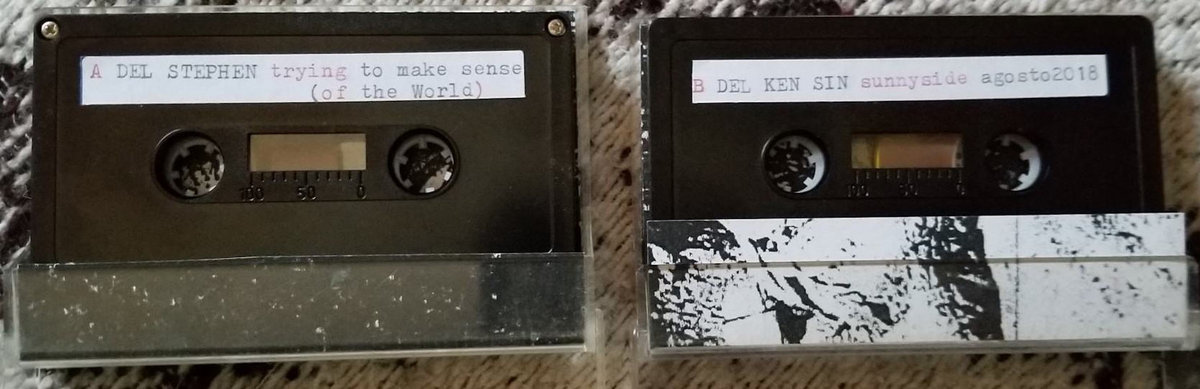 A DEL STEPHEN trying to make sense
(of the World)
100 50 0
B DEL KEN SIN sunnyside agosto2018
100 50 0